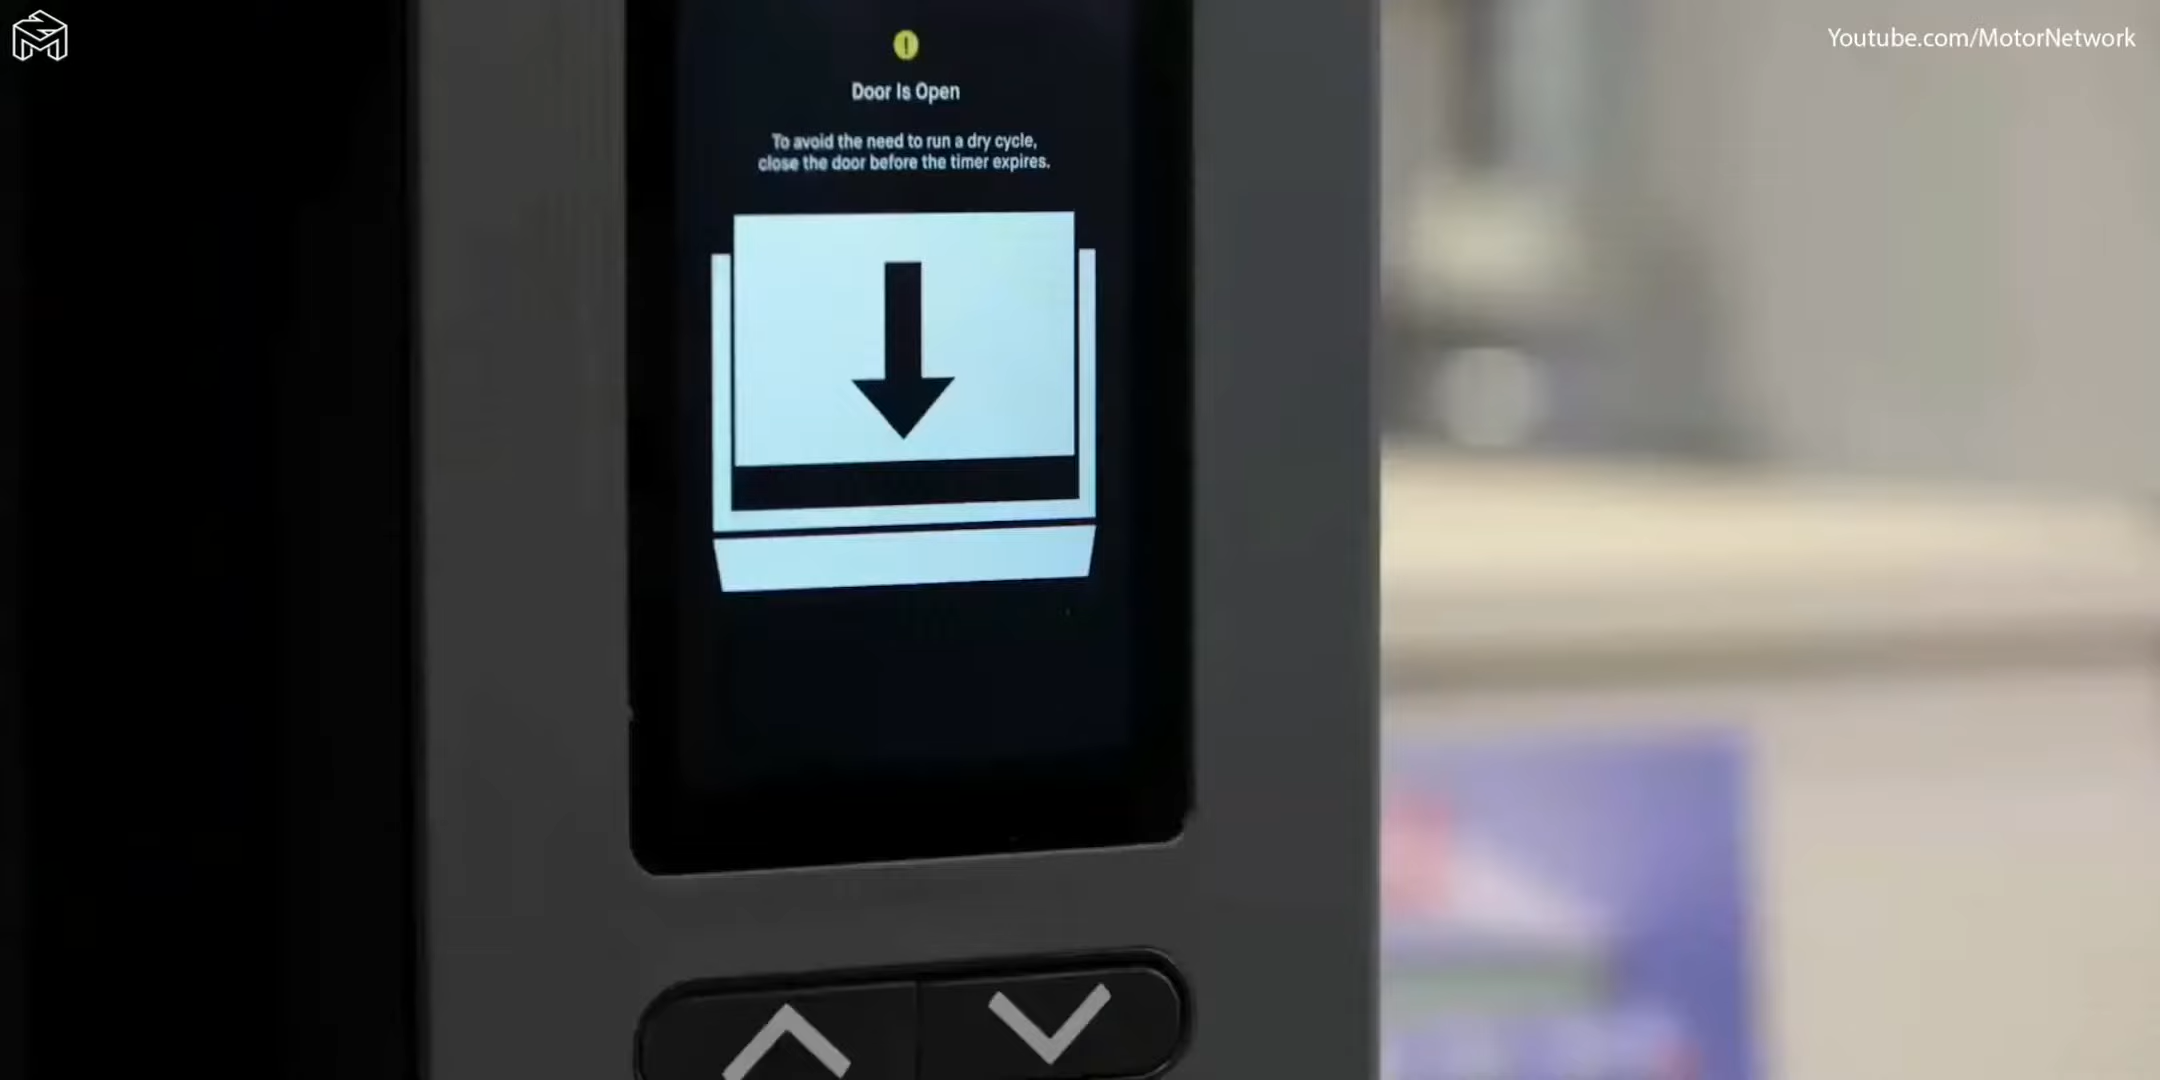 Youtube.com/MotorNetwork
!
Door Is Open
To avoid the need to run a dry cycle,
close the door before the timer expires.